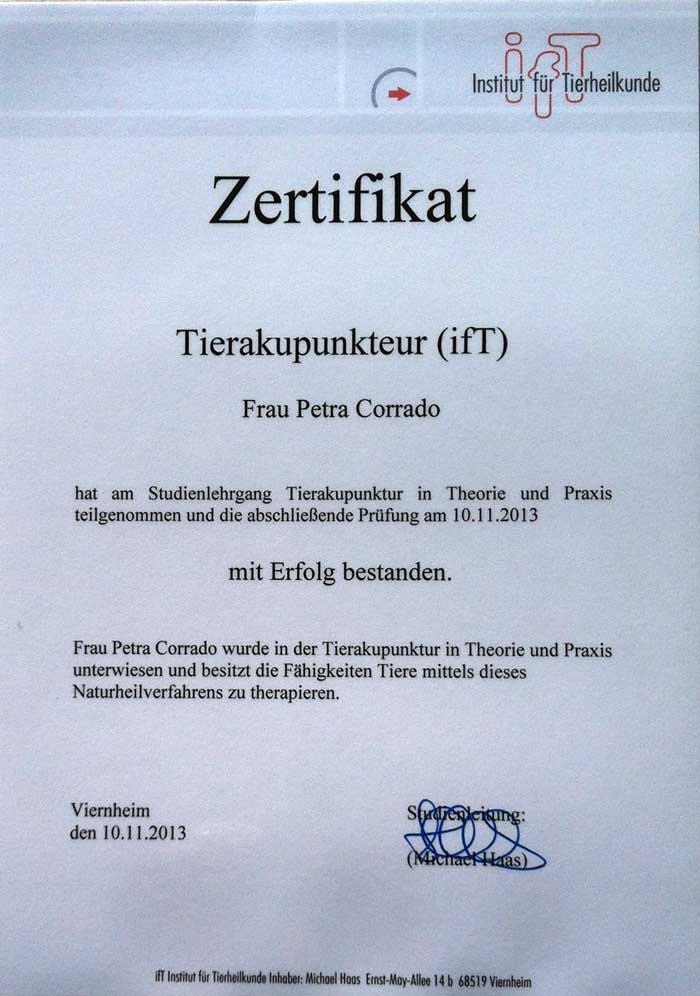 ifT
Institut für Tierheilkunde
Zertifikat
Tierakupunkteur (ifT)
Frau Petra Corrado
hat am Studienlehrgang Tierakupunktur in Theorie und Praxis
teilgenommen und die abschließende Prüfung am 10.11.2013
mit Erfolg bestanden.
Frau Petra Corrado wurde in der Tierakupunktur in Theorie und Praxis
unterwiesen und besitzt die Fähigkeiten Tiere mittels dieses
Naturheilverfahrens zu therapieren.
Viernheim
den 10.11.2013
Studienleitung:
(Michael Haas)
ifT Institut für Tierheilkunde Inhaber: Michael Haas Ernst-May-Allee 14 b 68519 Viernheim